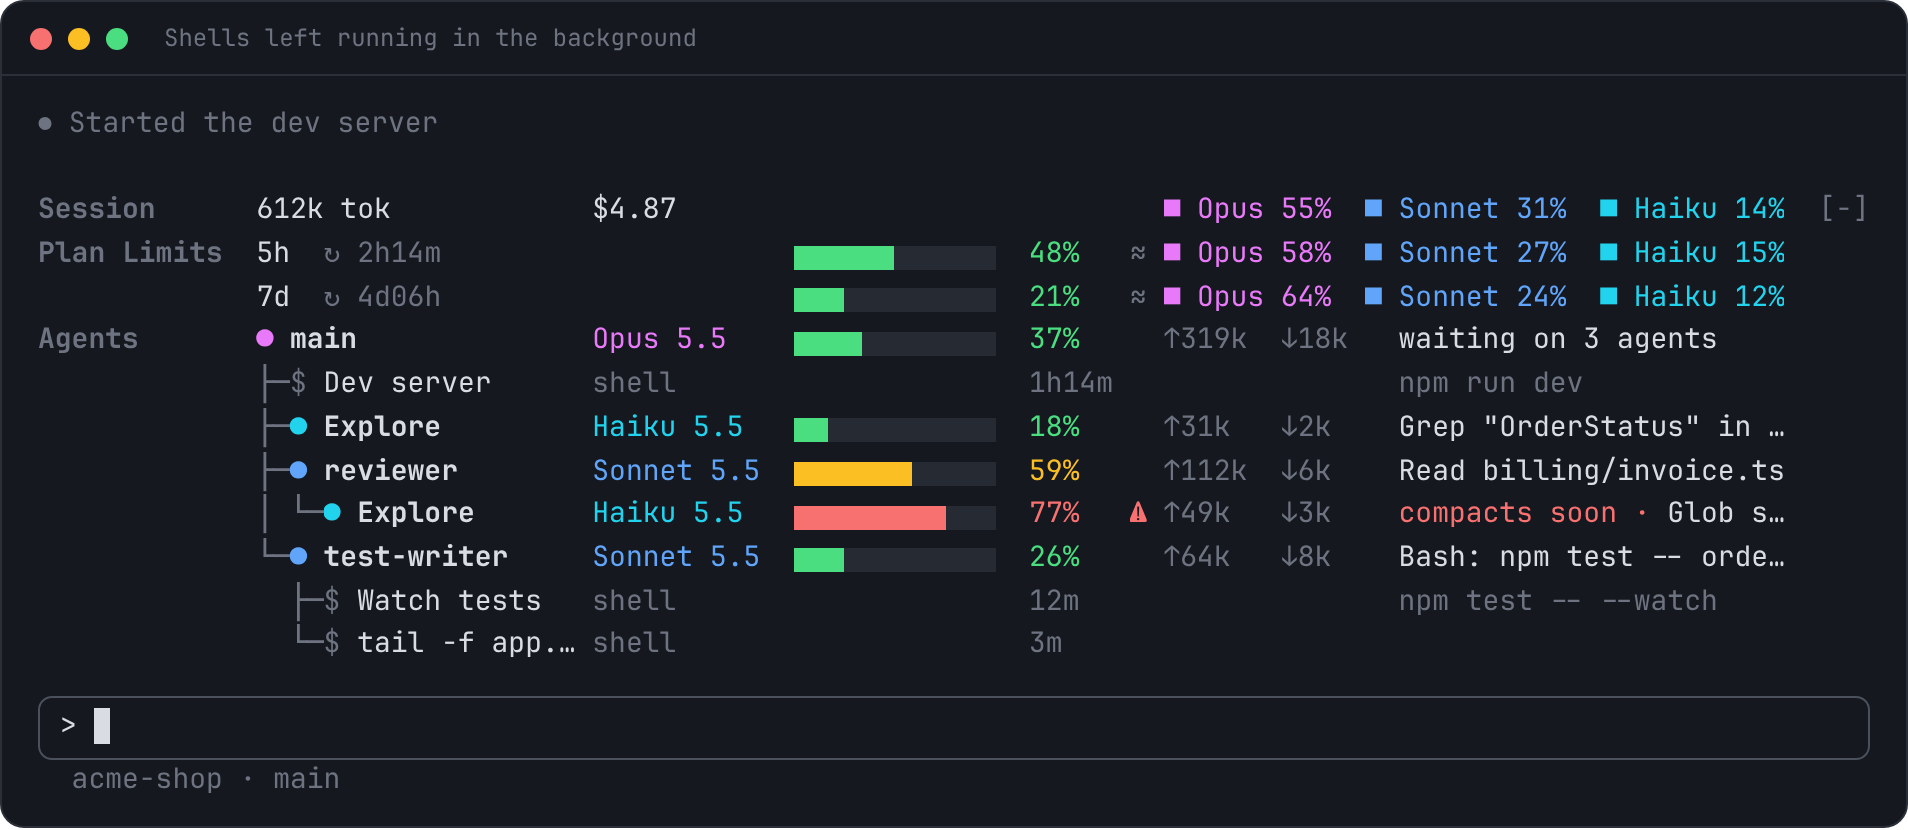 Shells left running in the background
● Started the dev server
Session 612k tok $4.87 ■ Opus 55% ■ Sonnet 31% ■ Haiku 14% [-]
Plan Limits 5h ↻ 2h14m 48% ≈ ■ Opus 58% ■ Sonnet 27% ■ Haiku 15%
7d ↻ 4d06h 21% ≈ ■ Opus 64% ■ Sonnet 24% ■ Haiku 12%
Agents ● main Opus 5.5 37% ↑319k ↓18k waiting on 3 agents
├─$ Dev server shell 1h14m npm run dev
├─● Explore Haiku 5.5 18% ↑31k ↓2k Grep "OrderStatus" in …
├─● reviewer Sonnet 5.5 59% ↑112k ↓6k Read billing/invoice.ts
│ └─● Explore Haiku 5.5 77% ⚠ ↑49k ↓3k compacts soon · Glob s…
└─● test-writer Sonnet 5.5 26% ↑64k ↓8k Bash: npm test -- orde…
├─$ Watch tests shell 12m npm test -- --watch
└─$ tail -f app.… shell 3m
>
acme-shop · main